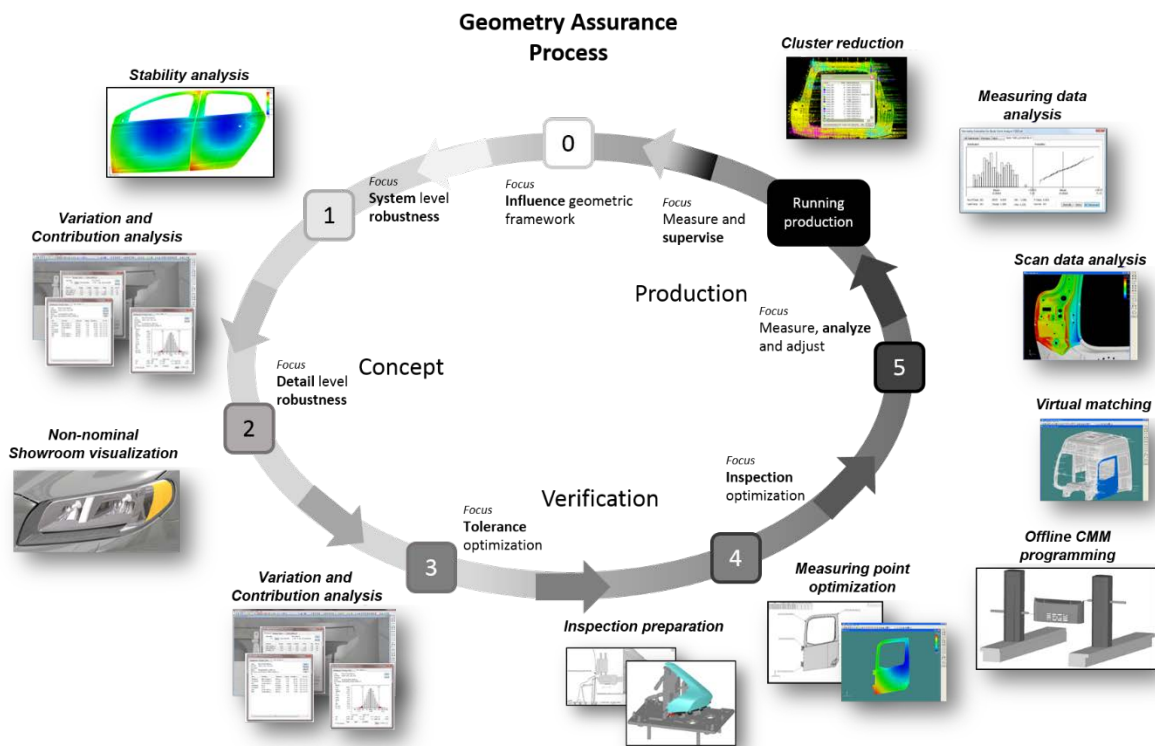 Geometry Assurance
Process
Stability analysis
Cluster reduction
Measuring data
analysis
0
Focus
System level
robustness
Focus
Influence geometric
framework
Focus
Measure and
supervise
Running
production
1
Variation and
Contribution analysis
Scan data analysis
Production
Focus
Measure, analyze
and adjust
Concept
5
Focus
Detail level
robustness
2
Virtual matching
Non-nominal
Showroom visualization
Focus
Inspection
optimization
Verification
Focus
Tolerance
optimization
3
4
Offline CMM
programming
Variation and
Contribution analysis
Measuring point
optimization
Inspection preparation